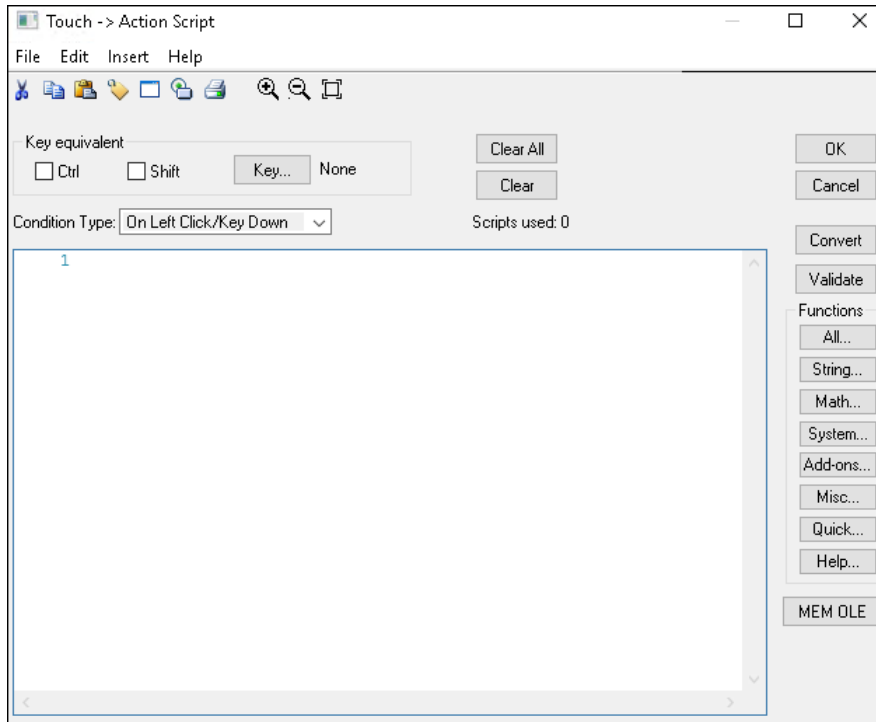 Touch -> Action Script
File Edit Insert Help
Key equivalent
Ctrl Shift Key... None
Clear All
Clear
OK
Cancel
Condition Type: On Left Click/Key Down
Scripts used: 0
Convert
Validate
1
Functions
All...
String...
Math...
System...
Add-ons...
Misc...
Quick...
Help...
MEM OLE